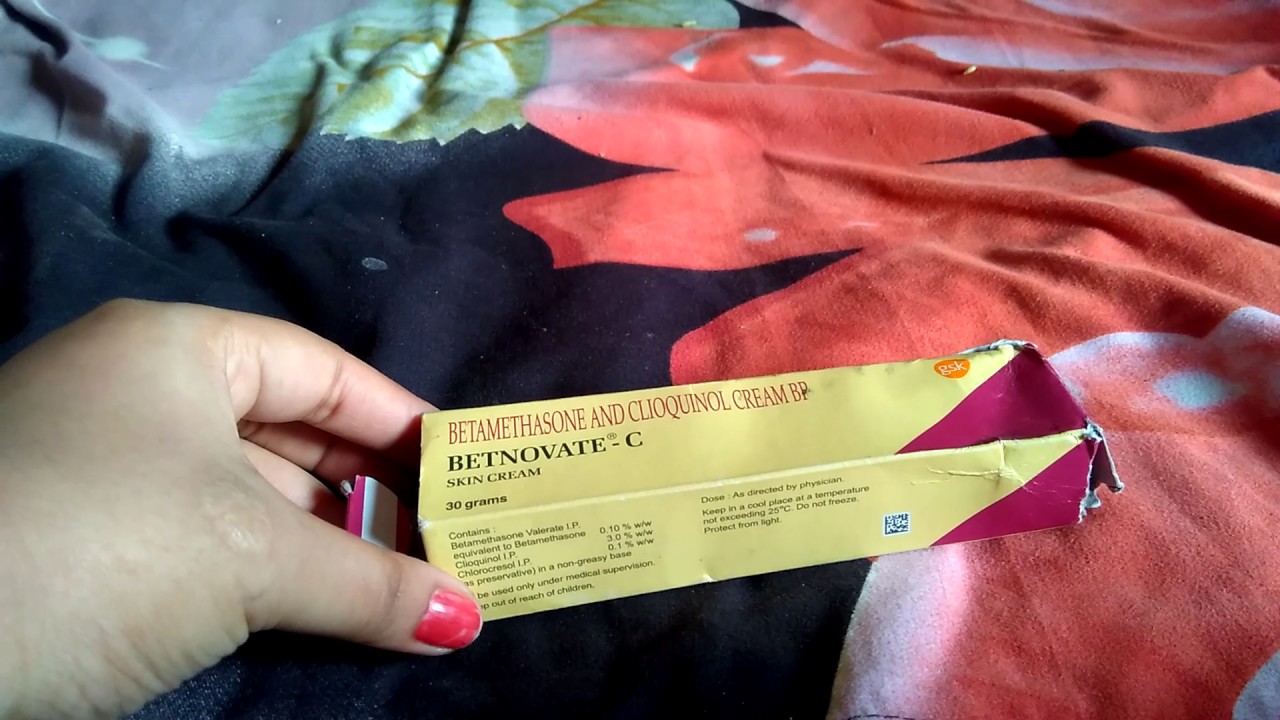 gsk
BETAMETHASONE AND CLIOQUINOL CREAM BP
BETNOVATE® - C
SKIN CREAM
30 grams
Contains :
Betamethasone Valerate I.P.
equivalent to Betamethasone 0.10 % w/w
Clioquinol I.P. 3.0 % w/w
Chlorocresol I.P. 0.1 % w/w
as preservative) in a non-greasy base
be used only under medical supervision.
out of reach of children.
Dose : As directed by physician.
Keep in a cool place at a temperature
not exceeding 25°C. Do not freeze.
Protect from light.